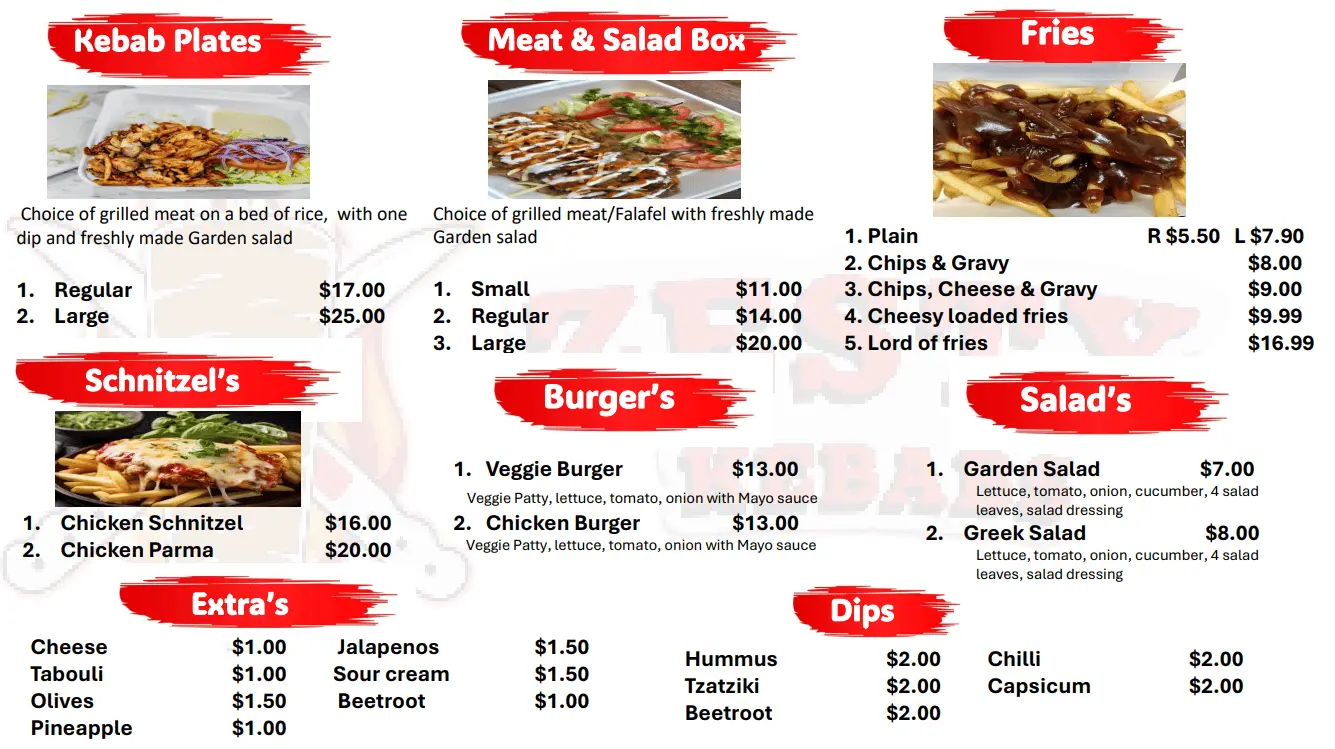 Kebab Plates
Choice of grilled meat on a bed of rice, with one
dip and freshly made Garden salad
1. Regular $17.00
2. Large $25.00
Meat & Salad Box
Choice of grilled meat/Falafel with freshly made
Garden salad
1. Small $11.00
2. Regular $14.00
3. Large $20.00
Fries
1. Plain R $5.50 L $7.90
2. Chips & Gravy $8.00
3. Chips, Cheese & Gravy $9.00
4. Cheesy loaded fries $9.99
5. Lord of fries $16.99
ZESTY
KEBABS
Schnitzel's
1. Chicken Schnitzel $16.00
2. Chicken Parma $20.00
Burger's
1. Veggie Burger $13.00
Veggie Patty, lettuce, tomato, onion with Mayo sauce
2. Chicken Burger $13.00
Veggie Patty, lettuce, tomato, onion with Mayo sauce
Salad's
1. Garden Salad $7.00
Lettuce, tomato, onion, cucumber, 4 salad
leaves, salad dressing
2. Greek Salad $8.00
Lettuce, tomato, onion, cucumber, 4 salad
leaves, salad dressing
Extra's
Cheese $1.00 Jalapenos $1.50
Tabouli $1.00 Sour cream $1.50
Olives $1.50 Beetroot $1.00
Pineapple $1.00
Dips
Hummus $2.00 Chilli $2.00
Tzatziki $2.00 Capsicum $2.00
Beetroot $2.00